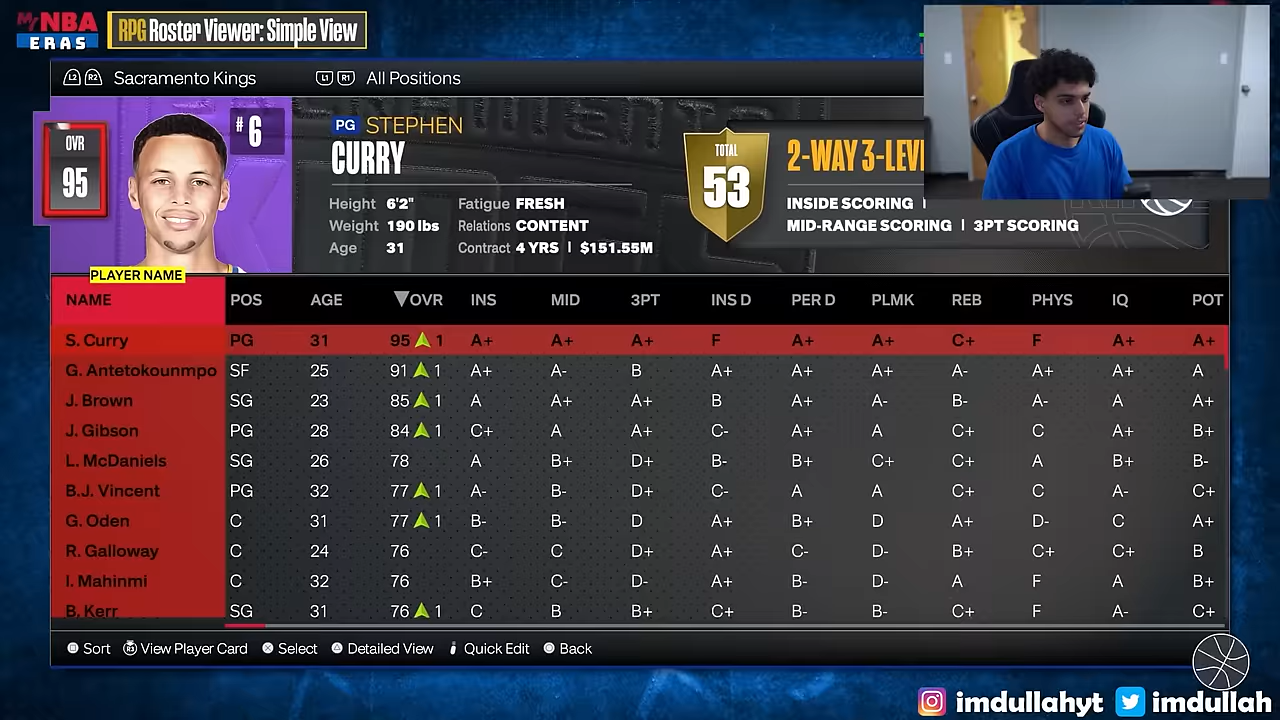 MyNBA
ERAS
RPG Roster Viewer: Simple View
L2 R2 Sacramento Kings L1 R1 All Positions
OVR
95
# 6
PG STEPHEN
CURRY
Height 6'2" Fatigue FRESH
Weight 190 lbs Relations CONTENT
Age 31 Contract 4 YRS | $151.55M
TOTAL
53
2-WAY 3-LEV
INSIDE SCORING |
MID-RANGE SCORING | 3PT SCORING
PLAYER NAME
NAME POS AGE OVR INS MID 3PT INS D PER D PLMK REB PHYS IQ POT
S. Curry PG 31 95 1 A+ A+ A+ F A+ A+ C+ F A+ A+
G. Antetokounmpo SF 25 91 1 A+ A- B A+ A+ A+ A- A+ A+ A
J. Brown SG 23 85 1 A A+ A+ B A+ A- B- A- A A+
J. Gibson PG 28 84 1 C+ A A+ C- A+ A C+ C A+ B+
L. McDaniels SG 26 78 A B+ D+ B- B+ C+ C+ A B+ B-
B.J. Vincent PG 32 77 1 A- B- D+ C- A A C+ C A- C+
G. Oden C 31 77 1 B- B- D A+ B+ D A+ D- C A+
R. Galloway C 24 76 C- C D+ A+ C- D- B+ C+ C+ B
I. Mahinmi C 32 76 B+ C- D- A+ B- D- A F A B+
B. Kerr SG 31 76 1 C B B+ C+ B- B- C+ F A- C+
Sort R3 View Player Card Select Detailed View Quick Edit Back
imdullahyt imdullah